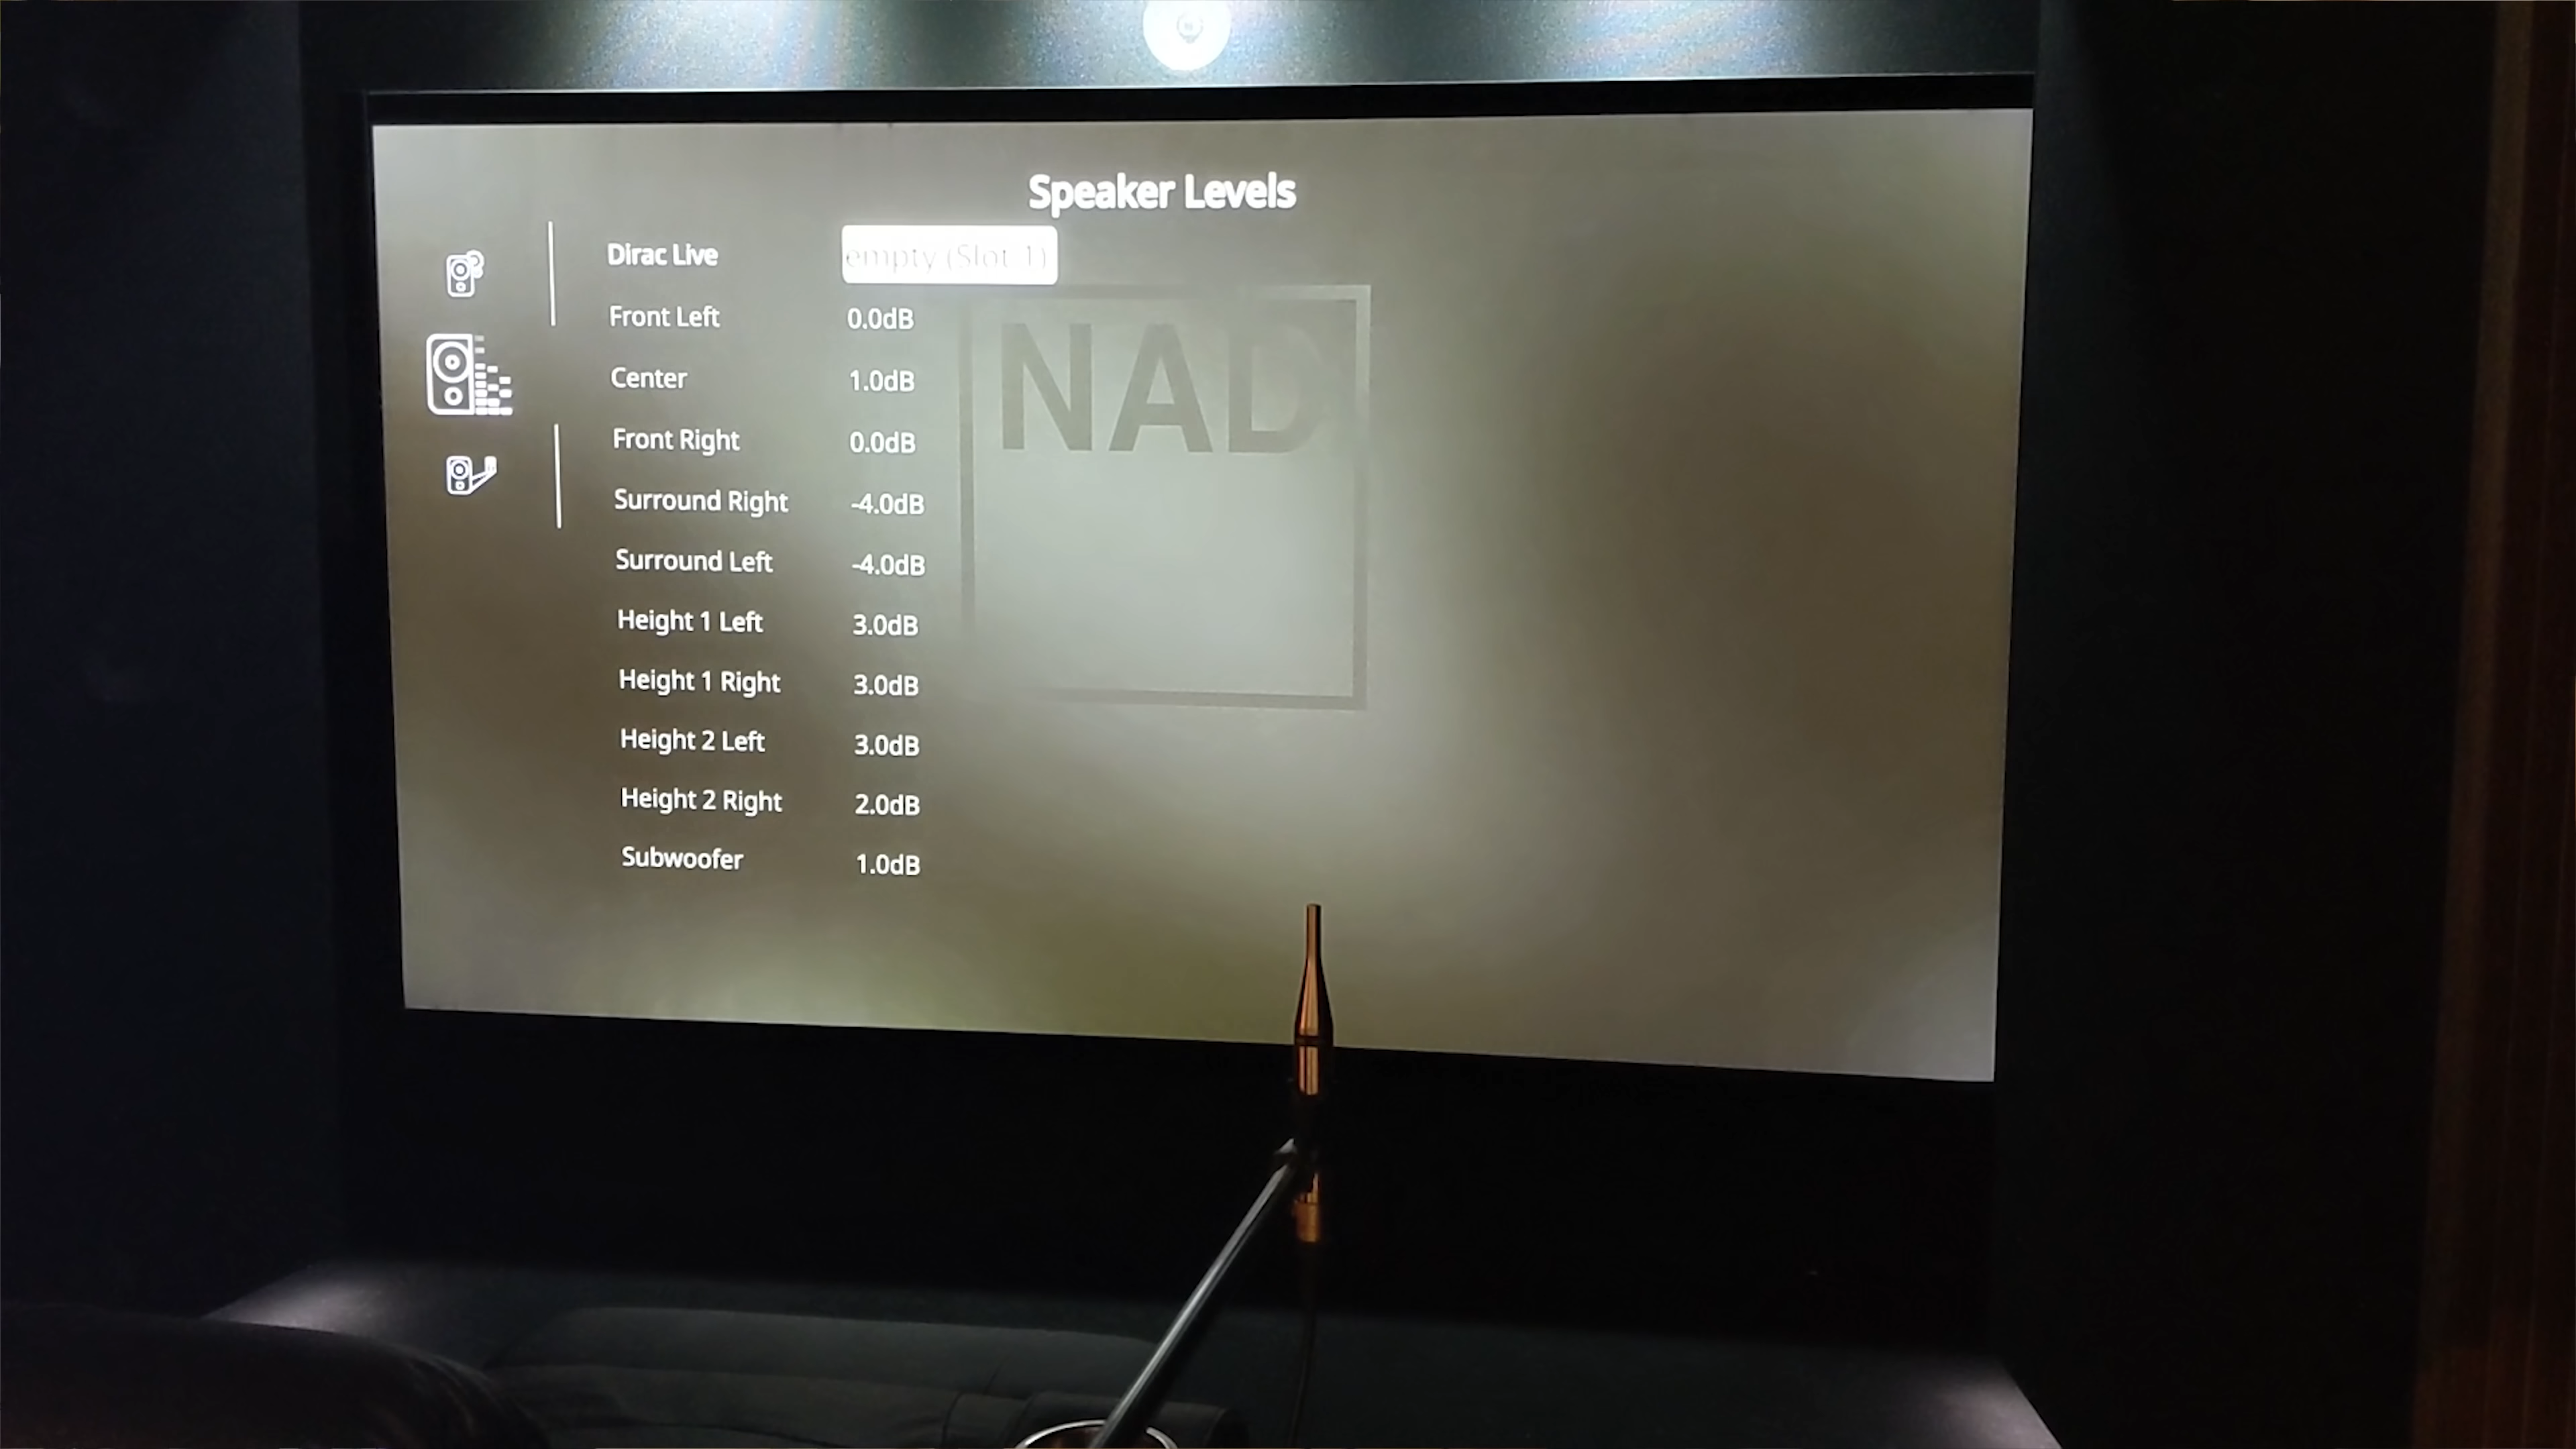 Speaker Levels
Dirac Live empty (Slot 1)
Front Left 0.0dB
Center 1.0dB
Front Right 0.0dB
Surround Right -4.0dB
Surround Left -4.0dB
Height 1 Left 3.0dB
Height 1 Right 3.0dB
Height 2 Left 3.0dB
Height 2 Right 2.0dB
Subwoofer 1.0dB
NAD